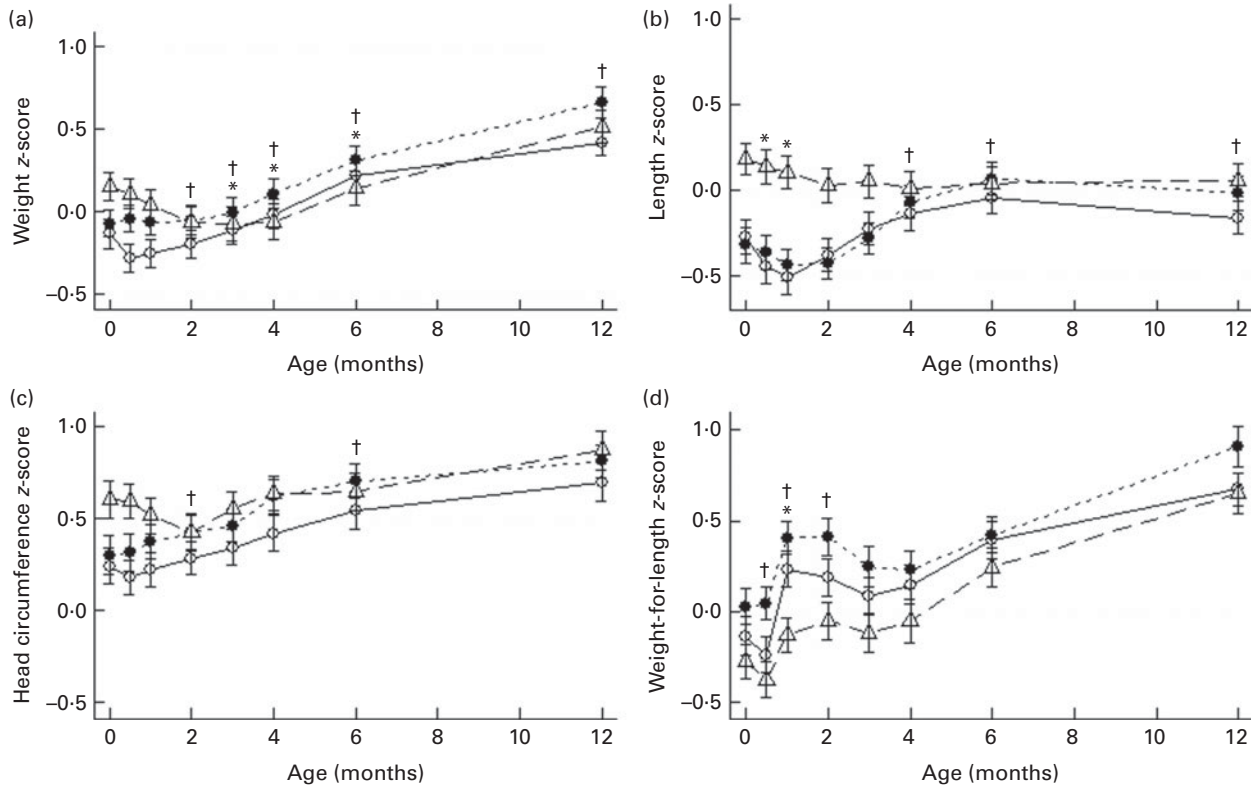 (a)
1·0
0·5
0·0
–0·5
Weight z-score
†
†
*
†
*
†
*
†
0 2 4 6 8 10 12
Age (months)
(b)
1·0
0·5
0·0
–0·5
Length z-score
*
*
†
†
†
0 2 4 6 8 10 12
Age (months)
(c)
1·0
0·5
0·0
–0·5
Head circumference z-score
†
†
0 2 4 6 8 10 12
Age (months)
(d)
1·0
0·5
0·0
–0·5
Weight-for-length z-score
†
†
*
†
0 2 4 6 8 10 12
Age (months)